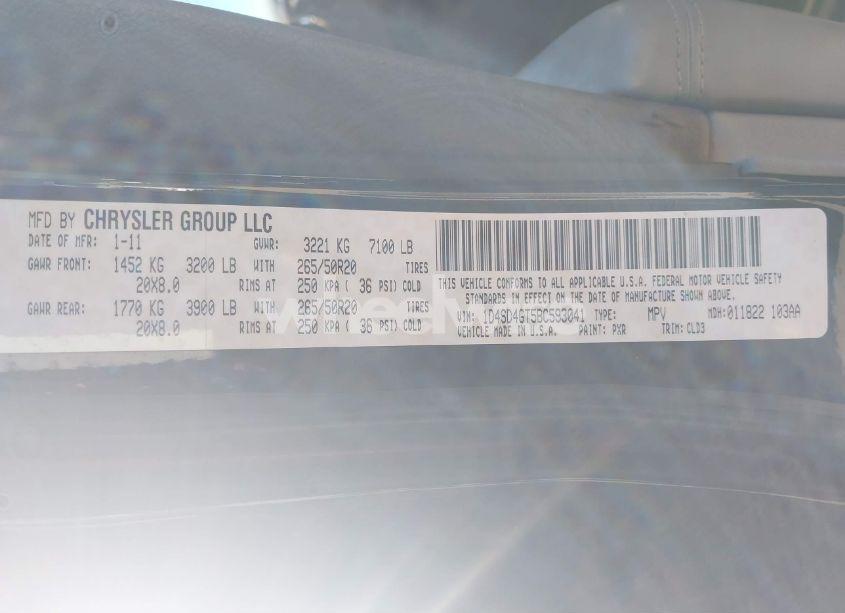 MFD BY CHRYSLER GROUP LLC
DATE OF MFR: 1-11 GVWR: 3221 KG 7100 LB
GAWR FRONT: 1452 KG 3200 LB WITH 265/50R20 TIRES
20X8.0 RIMS AT 250 KPA ( 36 PSI) COLD
GAWR REAR: 1770 KG 3900 LB WITH 265/50R20 TIRES
20X8.0 RIMS AT 250 KPA ( 36 PSI) COLD
THIS VEHICLE CONFORMS TO ALL APPLICABLE U.S.A. FEDERAL MOTOR VEHICLE SAFETY
STANDARDS IN EFFECT ON THE DATE OF MANUFACTURE SHOWN ABOVE.
VIN: 1D4SD4GT5BC593041 TYPE: MPV MDH: 011822 103AA
VEHICLE MADE IN U.S.A. PAINT: PXR TRIM: CLD3